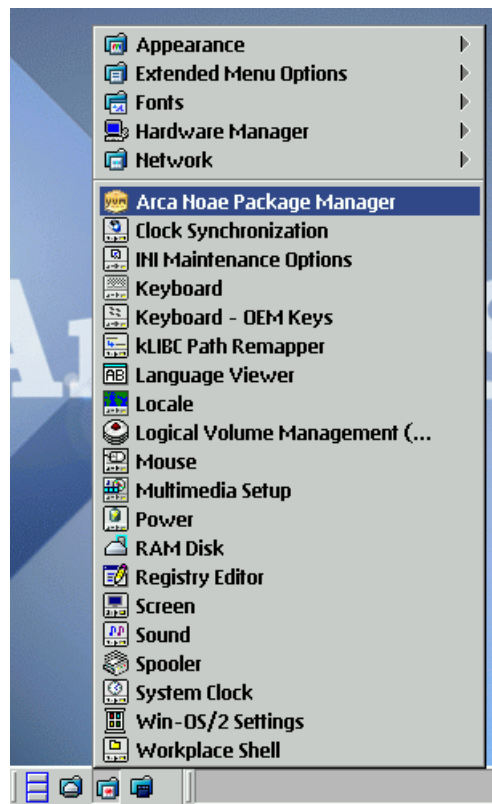 Appearance
Extended Menu Options
Fonts
Hardware Manager
Network
Arca Noae Package Manager
Clock Synchronization
INI Maintenance Options
Keyboard
Keyboard - OEM Keys
kLIBC Path Remapper
Language Viewer
Locale
Logical Volume Management (...
Mouse
Multimedia Setup
Power
RAM Disk
Registry Editor
Screen
Sound
Spooler
System Clock
Win-OS/2 Settings
Workplace Shell